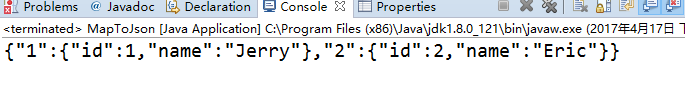 Problems @ Javadoc Declaration Console Properties
<terminated> MapToJson [Java Application] C:\Program Files (x86)\Java\jdk1.8.0_121\bin\javaw.exe (2017年4月17日 下
{"1":{"id":1,"name":"Jerry"},"2":{"id":2,"name":"Eric"}}